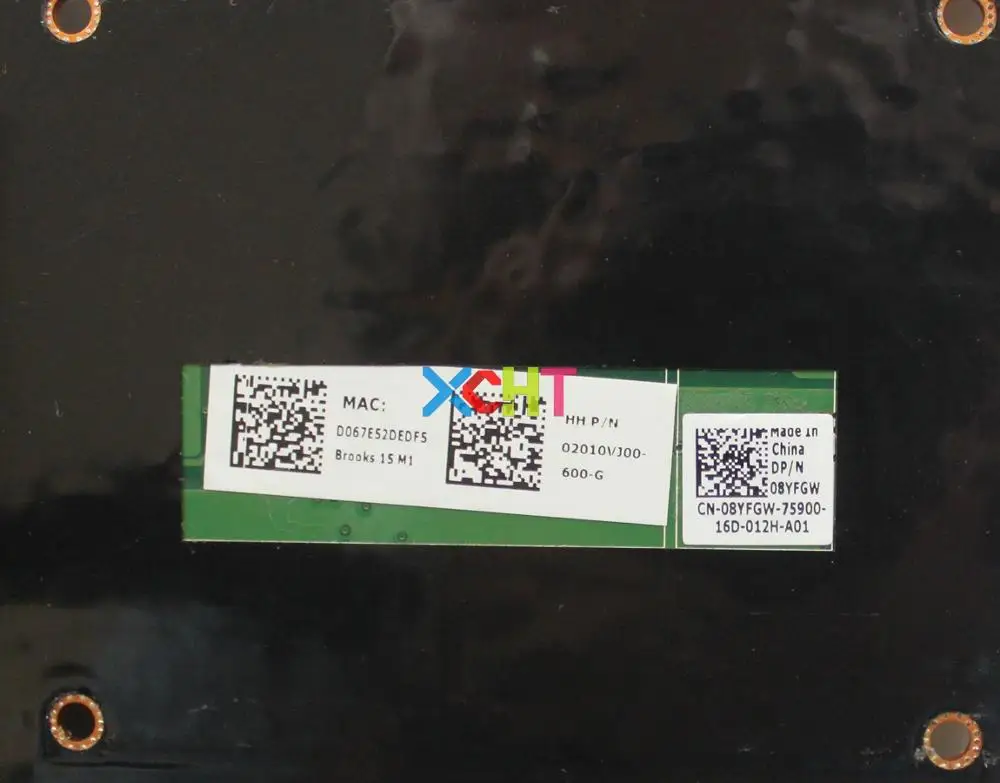 XCHT
MAC:
D067E52DEDF5
Brooks 15 M1
HH P/N
02010VJ00-
600-G
Made in
China
DP/N
08YFGW
CN-08YFGW-75900-
16D-012H-A01